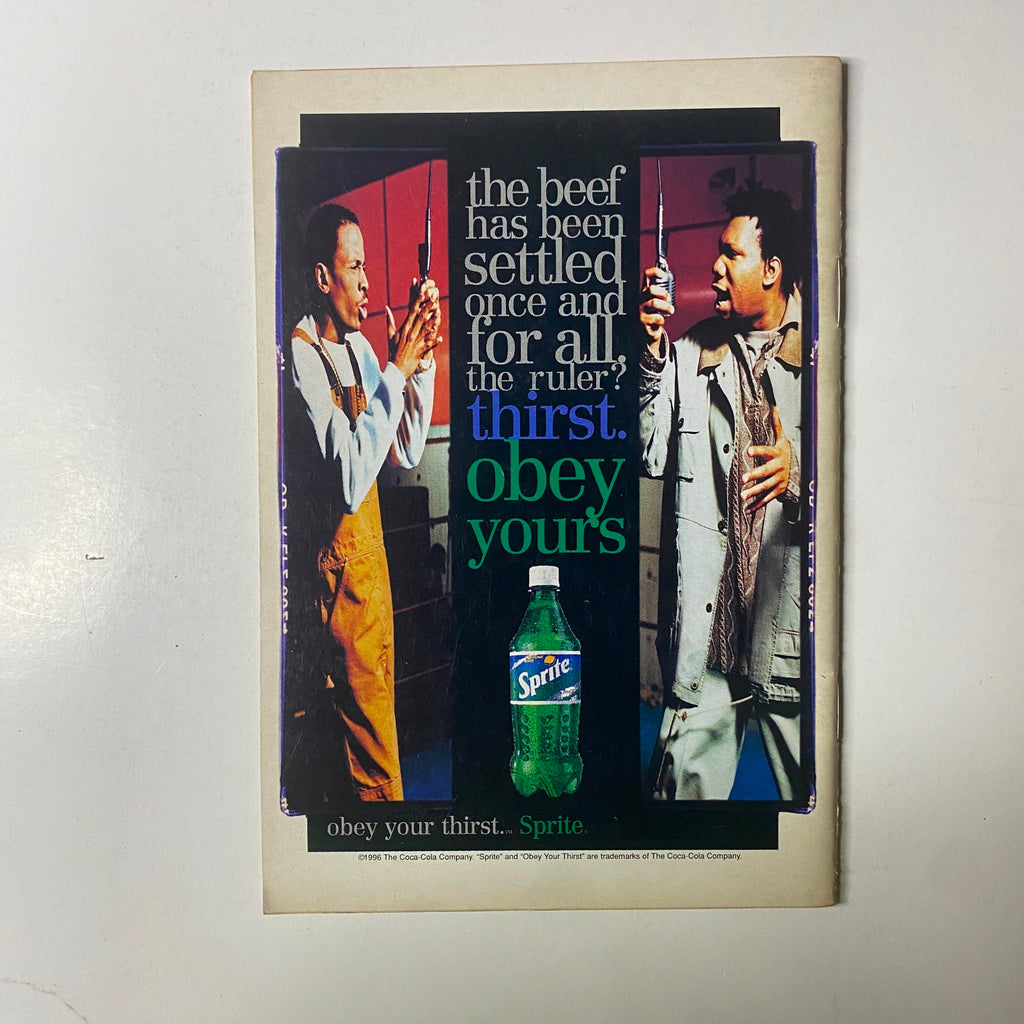 the beef
has been
settled
once and
for all.
the ruler?
thirst.
obey
yours
Sprite
obey your thirst.™ Sprite.
©1996 The Coca-Cola Company. "Sprite" and "Obey Your Thirst" are trademarks of The Coca-Cola Company.